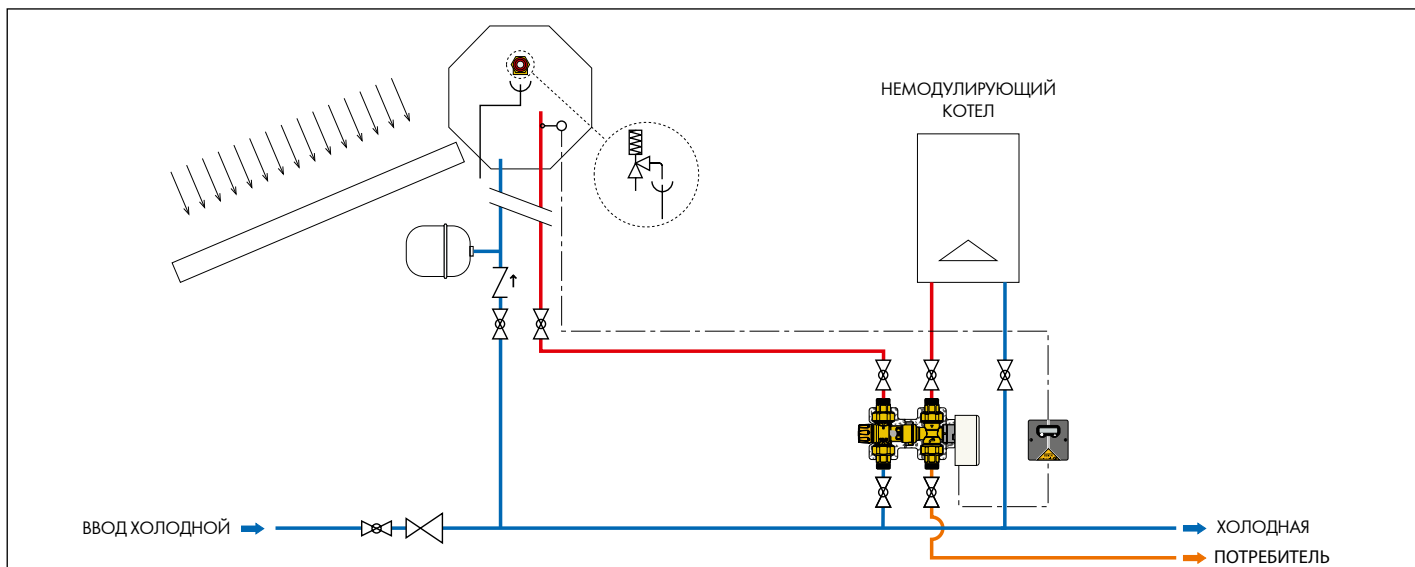 НЕМОДУЛИРУЮЩИЙ
КОТЕЛ
ВВОД ХОЛОДНОЙ
ХОЛОДНАЯ
ПОТРЕБИТЕЛЬ